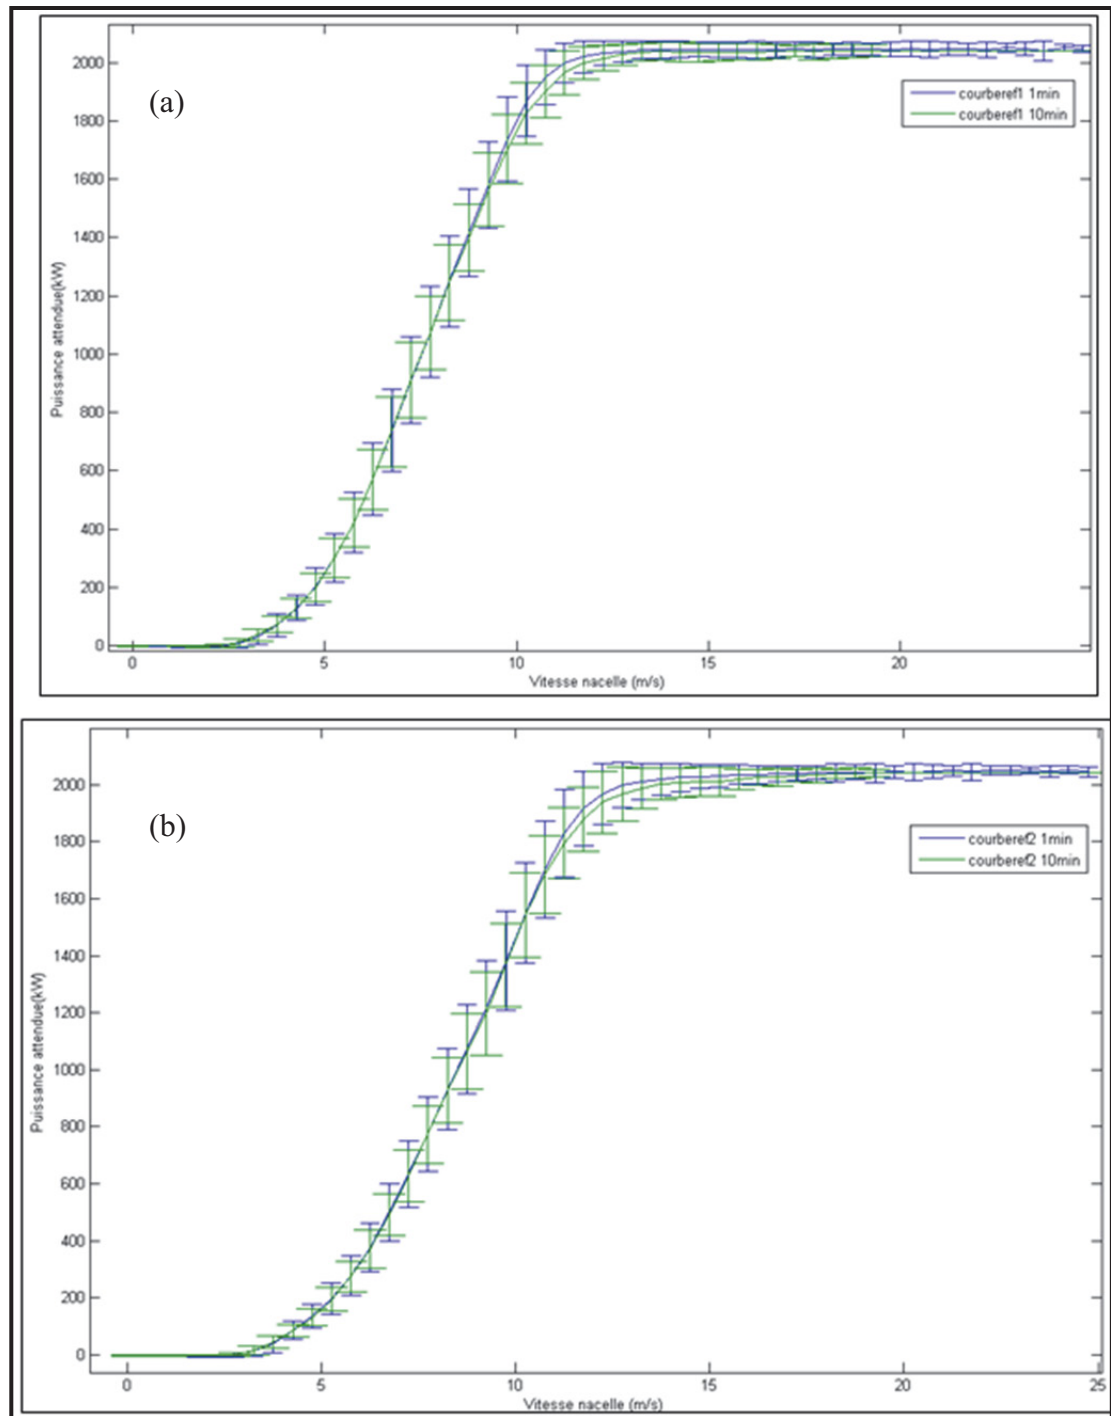 (a)
2000
1800
1600
1400
1200
1000
800
600
400
200
0
Puissance attendue(kW)
courberef1 1min
courberef1 10min
0 5 10 15 20
Vitesse nacelle (m/s)
(b)
2000
1800
1600
1400
1200
1000
800
600
400
200
0
Puissance attendue(kW)
courberef2 1min
courberef2 10min
0 5 10 15 20 25
Vitesse nacelle (m/s)